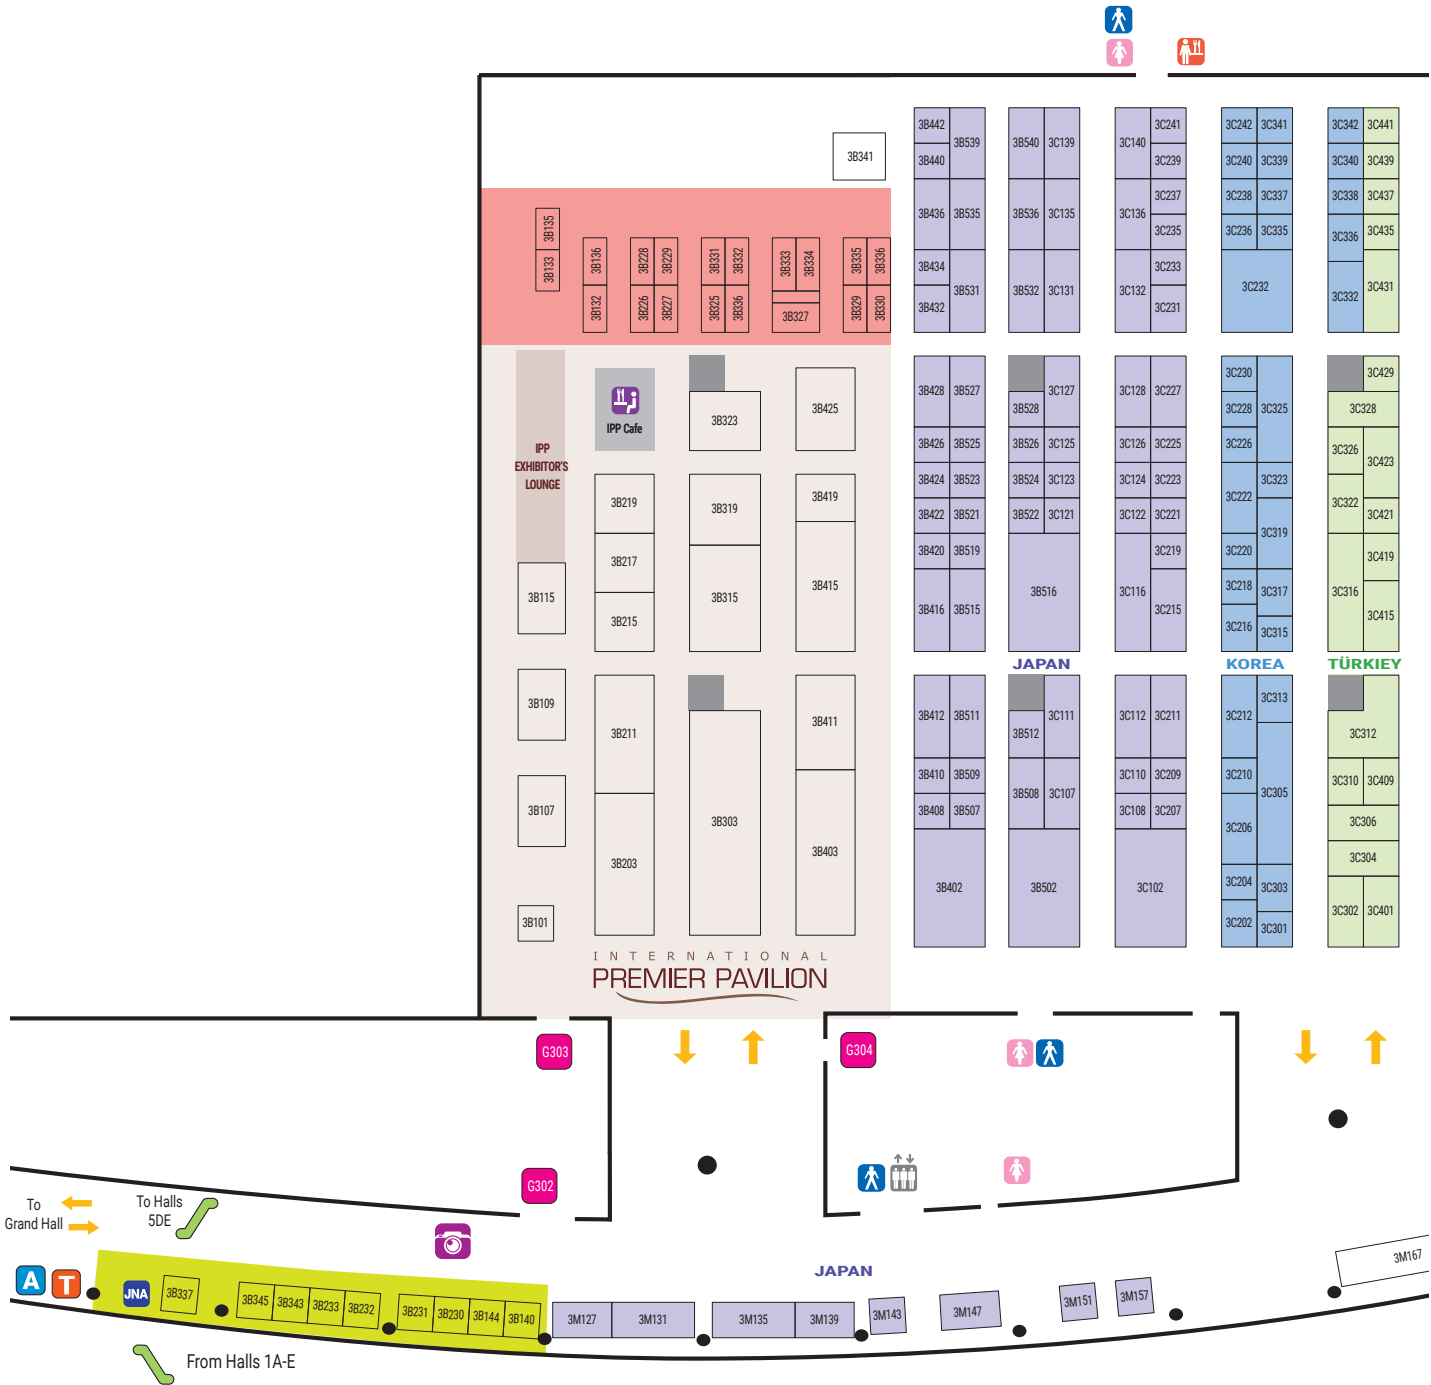 3B341
3B442
3B539
3B440
3B540
3C139
3C140
3C241
3C239
3C242
3C341
3C240
3C339
3C342
3C441
3C340
3C439
3B436
3B535
3B536
3C135
3C136
3C237
3C235
3C238
3C337
3C236
3C335
3C338
3C437
3C336
3C435
3B434
3B531
3B432
3B532
3C131
3C132
3C233
3C231
3C232
3C332
3C431
3B135
3B133
3B136
3B132
3B228
3B229
3B226
3B227
3B331
3B332
3B325
3B336
3B333
3B334
3B327
3B335
3B336
3B329
3B330
IPP
EXHIBITOR'S
LOUNGE
IPP Cafe
3B323
3B425
3B219
3B319
3B419
3B217
3B315
3B415
3B115
3B215
3B109
3B211
3B411
3B107
3B303
3B203
3B403
3B101
3B428
3B527
3B528
3C127
3C128
3C227
3C230
3C228
3C325
3C429
3C328
3B426
3B525
3B526
3C125
3C126
3C225
3C226
3C326
3C423
3B424
3B523
3B524
3C123
3C124
3C223
3C222
3C323
3C322
3B422
3B521
3B522
3C121
3C122
3C221
3C319
3C421
3B420
3B519
3C219
3C220
3C419
3B416
3B515
3B516
3C116
3C215
3C218
3C317
3C316
3C415
3C216
3C315
JAPAN
KOREA
TÜRKIEY
3B412
3B511
3B512
3C111
3C112
3C211
3C212
3C313
3C312
3B410
3B509
3B508
3C107
3C110
3C209
3C210
3C305
3C310
3C409
3B408
3B507
3C108
3C207
3C206
3C306
3C304
3B402
3B502
3C102
3C204
3C303
3C202
3C301
3C302
3C401
INTERNATIONAL
PREMIER PAVILION
G303
G304
G302
To
Grand Hall
To Halls
5DE
A
T
JNA
3B337
3B345
3B343
3B233
3B232
3B231
3B230
3B144
3B140
JAPAN
3M127
3M131
3M135
3M139
3M143
3M147
3M151
3M157
3M167
From Halls 1A-E